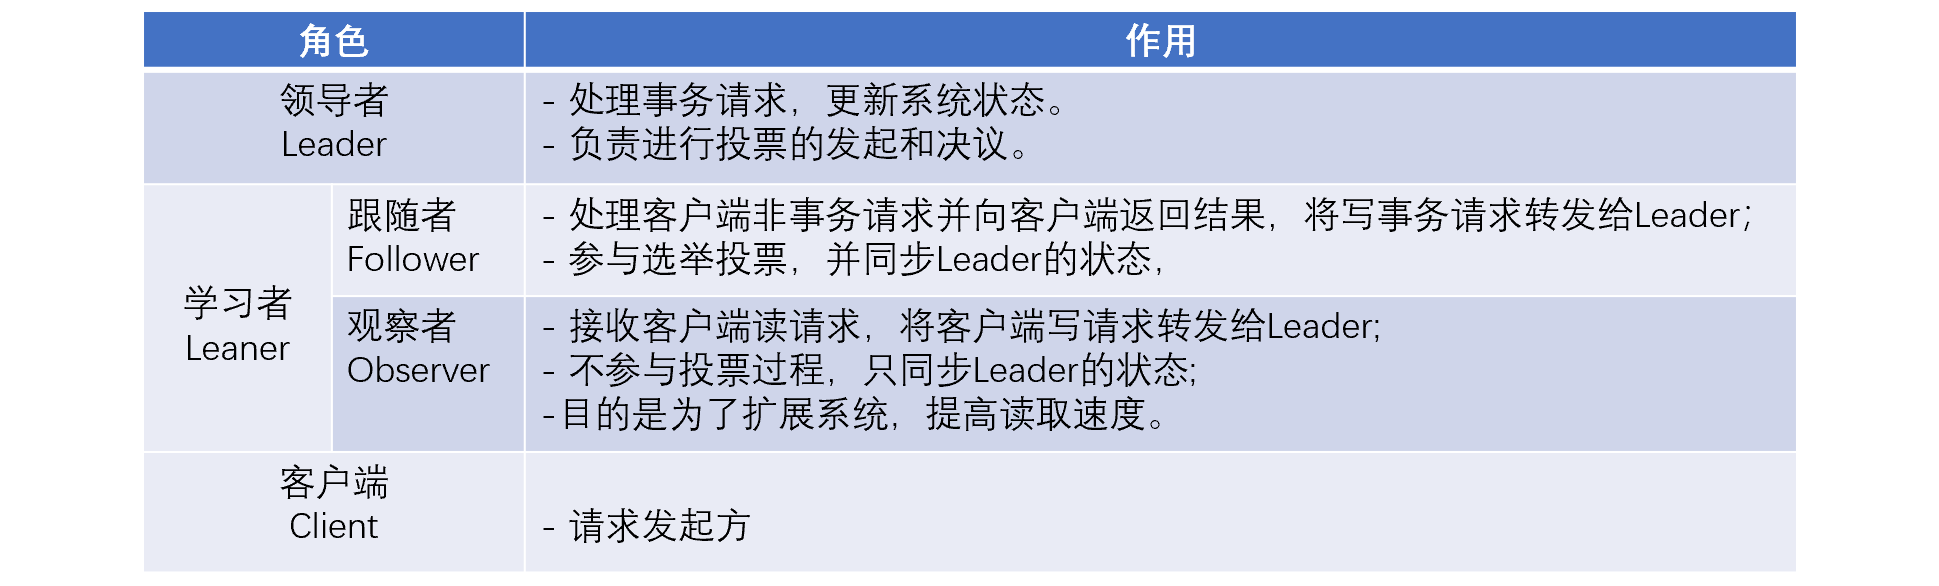 角色
作用
领导者
Leader
- 处理事务请求，更新系统状态。
- 负责进行投票的发起和决议。
学习者
Leaner
跟随者
Follower
- 处理客户端非事务请求并向客户端返回结果，将写事务请求转发给Leader；
- 参与选举投票，并同步Leader的状态，
观察者
Observer
- 接收客户端读请求，将客户端写请求转发给Leader;
- 不参与投票过程，只同步Leader的状态;
-目的是为了扩展系统，提高读取速度。
客户端
Client
- 请求发起方